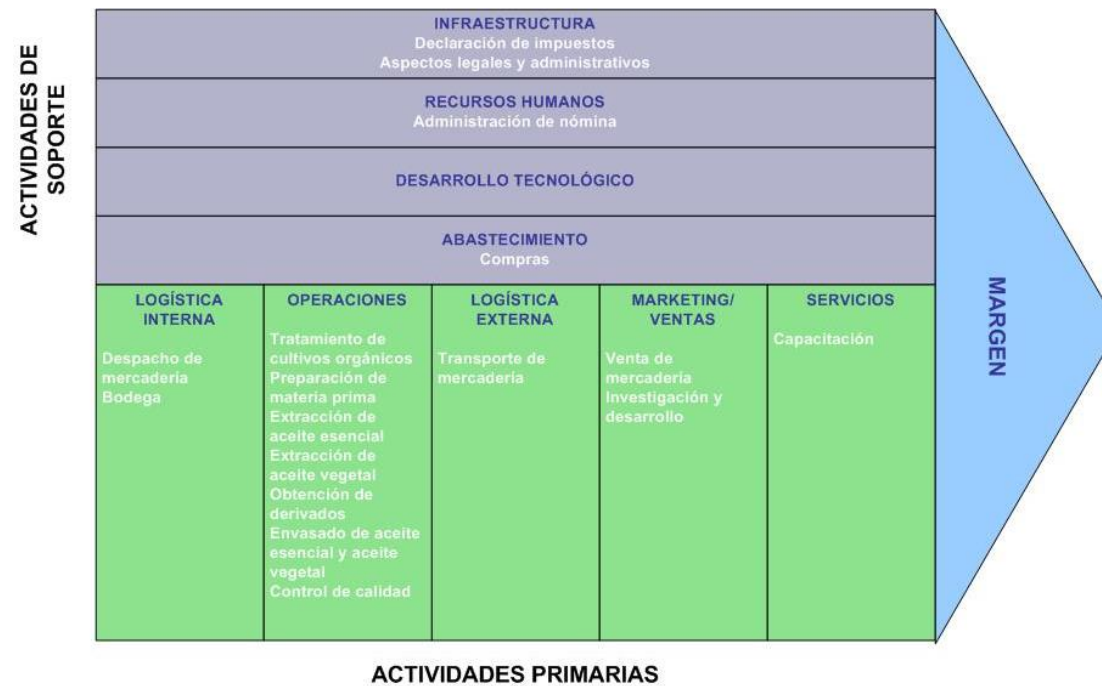 ACTIVIDADES DE
SOPORTE
INFRAESTRUCTURA
Declaración de impuestos
Aspectos legales y administrativos
RECURSOS HUMANOS
Administración de nómina
DESARROLLO TECNOLÓGICO
ABASTECIMIENTO
Compras
LOGÍSTICA
INTERNA
Despacho de
mercadería
Bodega
OPERACIONES
Tratamiento de
cultivos orgánicos
Preparación de
materia prima
Extracción de
aceite esencial
Extracción de
aceite vegetal
Obtención de
derivados
Envasado de aceite
esencial y aceite
vegetal
Control de calidad
LOGÍSTICA
EXTERNA
Transporte de
mercadería
MARKETING/
VENTAS
Venta de
mercadería
Investigación y
desarrollo
SERVICIOS
Capacitación
MARGEN
ACTIVIDADES PRIMARIAS